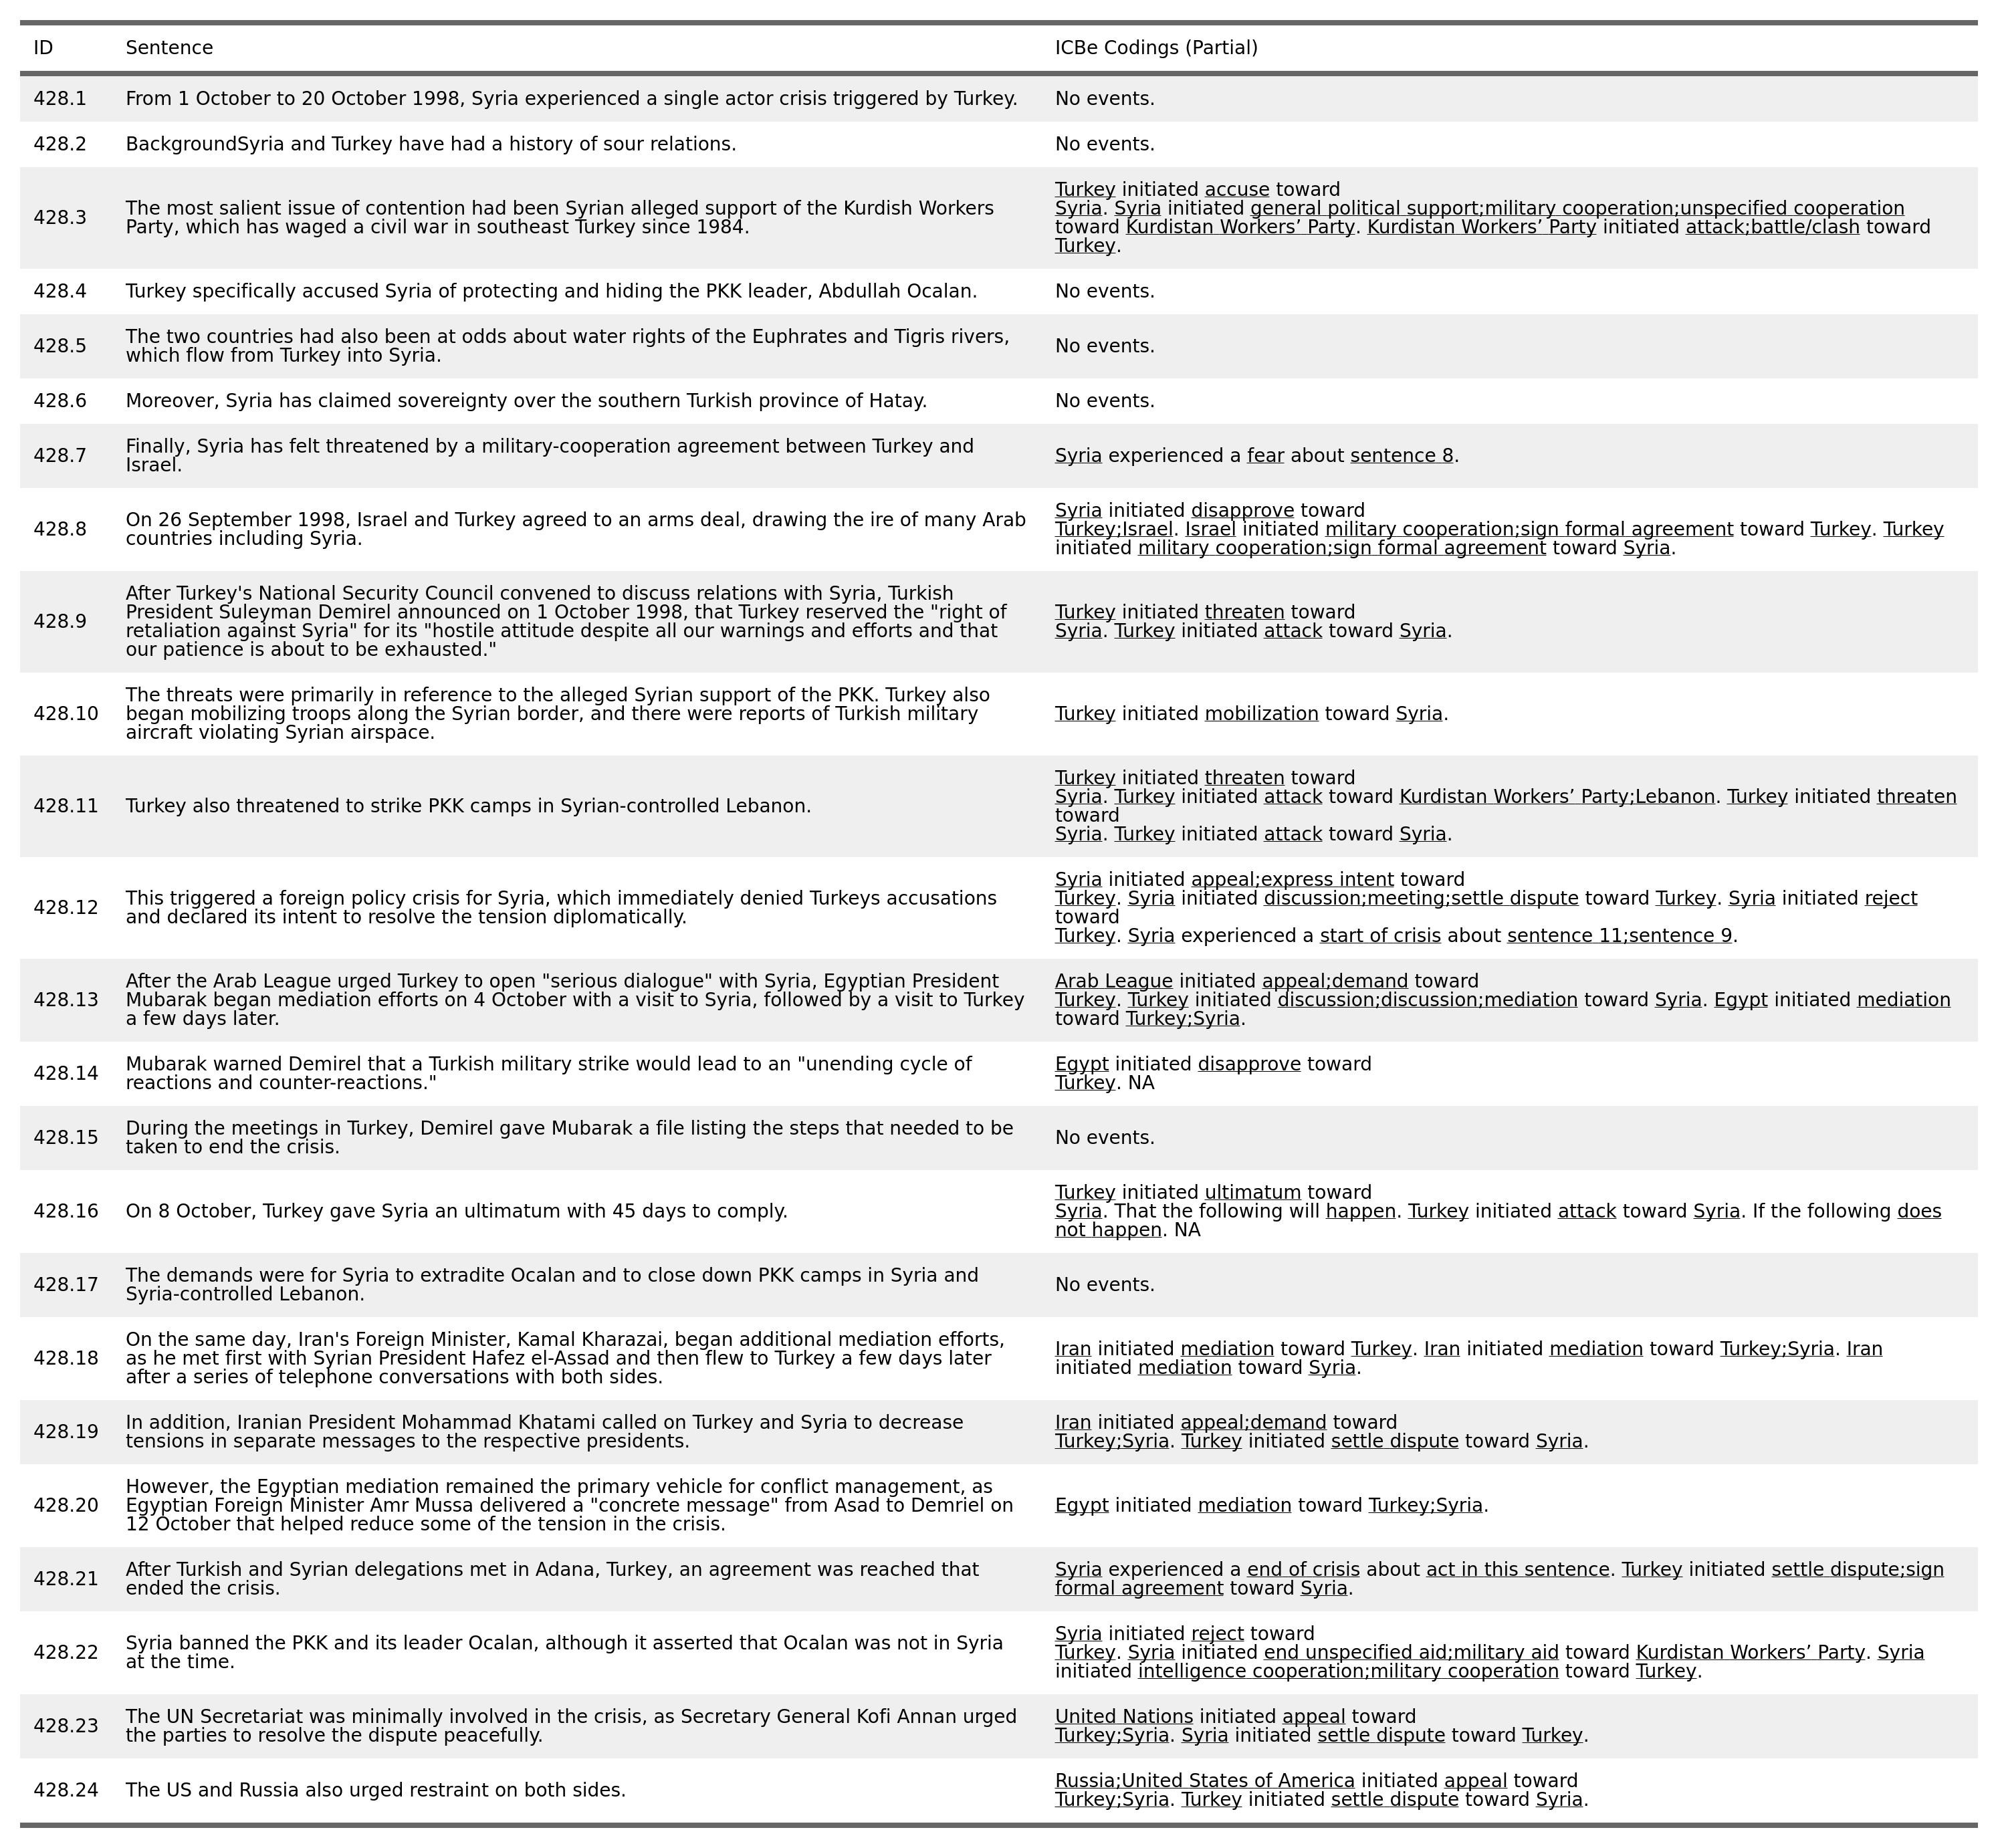 ID Sentence ICBe Codings (Partial)
428.1 From 1 October to 20 October 1998, Syria experienced a single actor crisis triggered by Turkey. No events.
428.2 BackgroundSyria and Turkey have had a history of sour relations. No events.
428.3
The most salient issue of contention had been Syrian alleged support of the Kurdish Workers
Party, which has waged a civil war in southeast Turkey since 1984.
Turkey initiated accuse toward
Syria. Syria initiated general political support;military cooperation;unspecified cooperation
toward Kurdistan Workers’ Party. Kurdistan Workers’ Party initiated attack;battle/clash toward
Turkey.
428.4 Turkey specifically accused Syria of protecting and hiding the PKK leader, Abdullah Ocalan. No events.
428.5
The two countries had also been at odds about water rights of the Euphrates and Tigris rivers,
which flow from Turkey into Syria.
No events.
428.6 Moreover, Syria has claimed sovereignty over the southern Turkish province of Hatay. No events.
428.7
Finally, Syria has felt threatened by a military-cooperation agreement between Turkey and
Israel.
Syria experienced a fear about sentence 8.
428.8
On 26 September 1998, Israel and Turkey agreed to an arms deal, drawing the ire of many Arab
countries including Syria.
Syria initiated disapprove toward
Turkey;Israel. Israel initiated military cooperation;sign formal agreement toward Turkey. Turkey
initiated military cooperation;sign formal agreement toward Syria.
428.9
After Turkey's National Security Council convened to discuss relations with Syria, Turkish
President Suleyman Demirel announced on 1 October 1998, that Turkey reserved the "right of
retaliation against Syria" for its "hostile attitude despite all our warnings and efforts and that
our patience is about to be exhausted."
Turkey initiated threaten toward
Syria. Turkey initiated attack toward Syria.
428.10
The threats were primarily in reference to the alleged Syrian support of the PKK. Turkey also
began mobilizing troops along the Syrian border, and there were reports of Turkish military
aircraft violating Syrian airspace.
Turkey initiated mobilization toward Syria.
428.11
Turkey also threatened to strike PKK camps in Syrian-controlled Lebanon.
Turkey initiated threaten toward
Syria. Turkey initiated attack toward Kurdistan Workers’ Party;Lebanon. Turkey initiated threaten
toward
Syria. Turkey initiated attack toward Syria.
428.12
This triggered a foreign policy crisis for Syria, which immediately denied Turkeys accusations
and declared its intent to resolve the tension diplomatically.
Syria initiated appeal;express intent toward
Turkey. Syria initiated discussion;meeting;settle dispute toward Turkey. Syria initiated reject
toward
Turkey. Syria experienced a start of crisis about sentence 11;sentence 9.
428.13
After the Arab League urged Turkey to open "serious dialogue" with Syria, Egyptian President
Mubarak began mediation efforts on 4 October with a visit to Syria, followed by a visit to Turkey
a few days later.
Arab League initiated appeal;demand toward
Turkey. Turkey initiated discussion;discussion;mediation toward Syria. Egypt initiated mediation
toward Turkey;Syria.
428.14
Mubarak warned Demirel that a Turkish military strike would lead to an "unending cycle of
reactions and counter-reactions."
Egypt initiated disapprove toward
Turkey. NA
428.15
During the meetings in Turkey, Demirel gave Mubarak a file listing the steps that needed to be
taken to end the crisis.
No events.
428.16
On 8 October, Turkey gave Syria an ultimatum with 45 days to comply.
Turkey initiated ultimatum toward
Syria. That the following will happen. Turkey initiated attack toward Syria. If the following does
not happen. NA
428.17
The demands were for Syria to extradite Ocalan and to close down PKK camps in Syria and
Syria-controlled Lebanon.
No events.
428.18
On the same day, Iran's Foreign Minister, Kamal Kharazai, began additional mediation efforts,
as he met first with Syrian President Hafez el-Assad and then flew to Turkey a few days later
after a series of telephone conversations with both sides.
Iran initiated mediation toward Turkey. Iran initiated mediation toward Turkey;Syria. Iran
initiated mediation toward Syria.
428.19
In addition, Iranian President Mohammad Khatami called on Turkey and Syria to decrease
tensions in separate messages to the respective presidents.
Iran initiated appeal;demand toward
Turkey;Syria. Turkey initiated settle dispute toward Syria.
428.20
However, the Egyptian mediation remained the primary vehicle for conflict management, as
Egyptian Foreign Minister Amr Mussa delivered a "concrete message" from Asad to Demriel on
12 October that helped reduce some of the tension in the crisis.
Egypt initiated mediation toward Turkey;Syria.
428.21
After Turkish and Syrian delegations met in Adana, Turkey, an agreement was reached that
ended the crisis.
Syria experienced a end of crisis about act in this sentence. Turkey initiated settle dispute;sign
formal agreement toward Syria.
428.22
Syria banned the PKK and its leader Ocalan, although it asserted that Ocalan was not in Syria
at the time.
Syria initiated reject toward
Turkey. Syria initiated end unspecified aid;military aid toward Kurdistan Workers’ Party. Syria
initiated intelligence cooperation;military cooperation toward Turkey.
428.23
The UN Secretariat was minimally involved in the crisis, as Secretary General Kofi Annan urged
the parties to resolve the dispute peacefully.
United Nations initiated appeal toward
Turkey;Syria. Syria initiated settle dispute toward Turkey.
428.24
The US and Russia also urged restraint on both sides.
Russia;United States of America initiated appeal toward
Turkey;Syria. Turkey initiated settle dispute toward Syria.